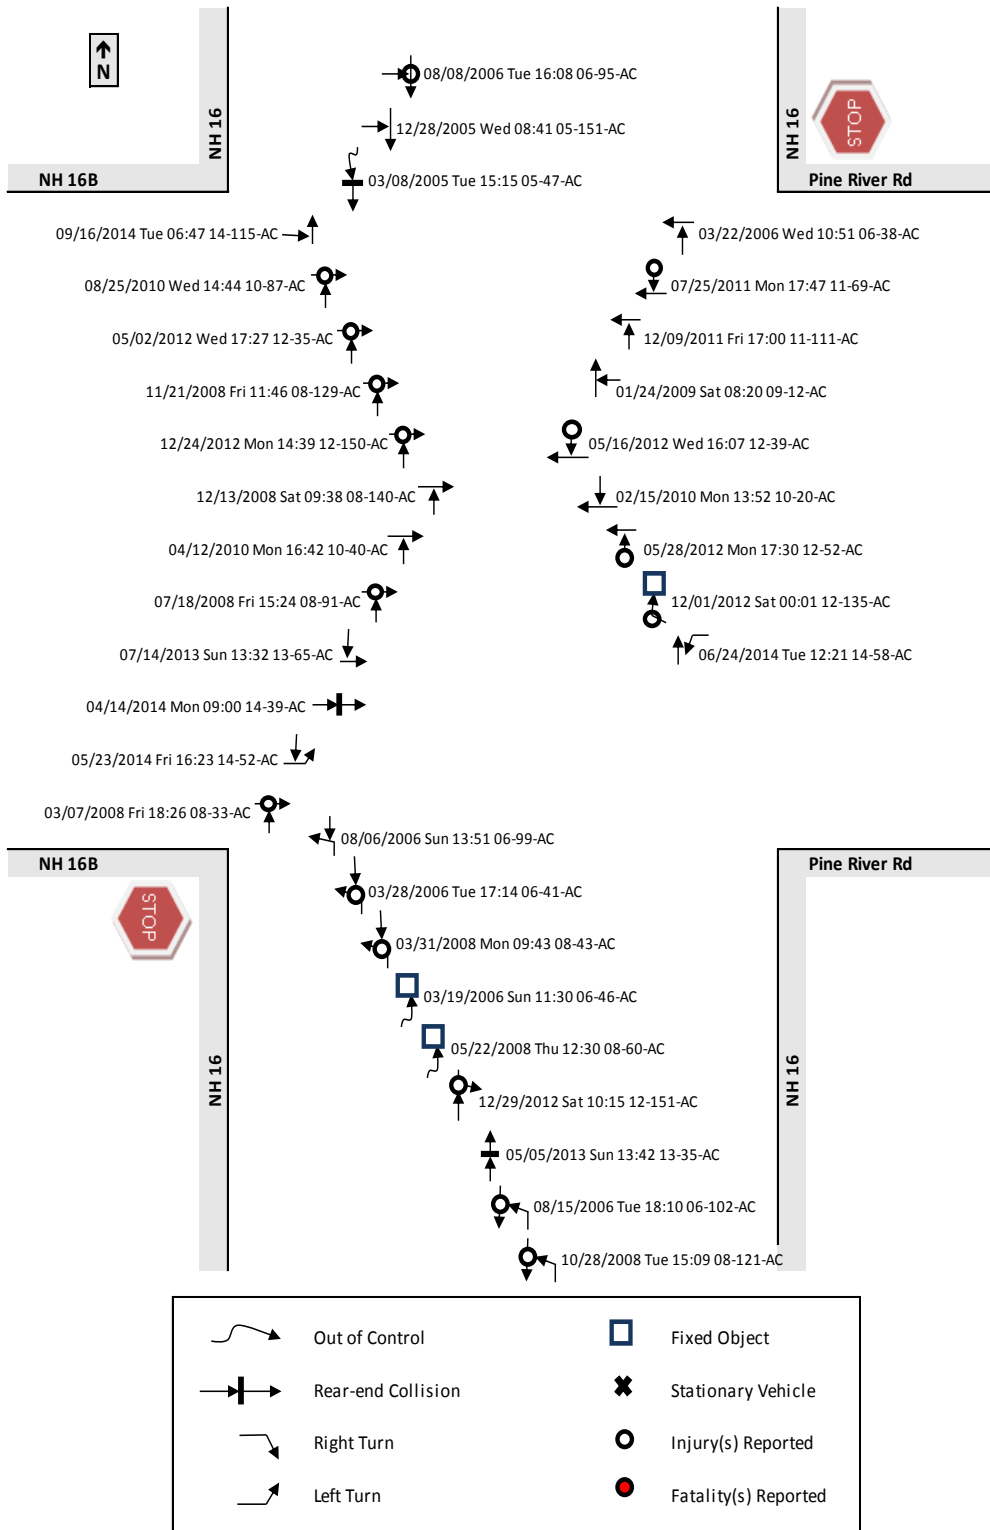 N
NH 16
NH 16
STOP
NH 16B
Pine River Rd
08/08/2006 Tue 16:08 06-95-AC
12/28/2005 Wed 08:41 05-151-AC
03/08/2005 Tue 15:15 05-47-AC
09/16/2014 Tue 06:47 14-115-AC
08/25/2010 Wed 14:44 10-87-AC
05/02/2012 Wed 17:27 12-35-AC
11/21/2008 Fri 11:46 08-129-AC
12/24/2012 Mon 14:39 12-150-AC
12/13/2008 Sat 09:38 08-140-AC
04/12/2010 Mon 16:42 10-40-AC
07/18/2008 Fri 15:24 08-91-AC
07/14/2013 Sun 13:32 13-65-AC
04/14/2014 Mon 09:00 14-39-AC
05/23/2014 Fri 16:23 14-52-AC
03/07/2008 Fri 18:26 08-33-AC
03/22/2006 Wed 10:51 06-38-AC
07/25/2011 Mon 17:47 11-69-AC
12/09/2011 Fri 17:00 11-111-AC
01/24/2009 Sat 08:20 09-12-AC
05/16/2012 Wed 16:07 12-39-AC
02/15/2010 Mon 13:52 10-20-AC
05/28/2012 Mon 17:30 12-52-AC
12/01/2012 Sat 00:01 12-135-AC
06/24/2014 Tue 12:21 14-58-AC
08/06/2006 Sun 13:51 06-99-AC
03/28/2006 Tue 17:14 06-41-AC
03/31/2008 Mon 09:43 08-43-AC
03/19/2006 Sun 11:30 06-46-AC
05/22/2008 Thu 12:30 08-60-AC
12/29/2012 Sat 10:15 12-151-AC
05/05/2013 Sun 13:42 13-35-AC
08/15/2006 Tue 18:10 06-102-AC
10/28/2008 Tue 15:09 08-121-AC
NH 16B
Pine River Rd
STOP
NH 16
NH 16
Out of Control
Fixed Object
Rear-end Collision
Stationary Vehicle
Right Turn
Injury(s) Reported
Left Turn
Fatality(s) Reported